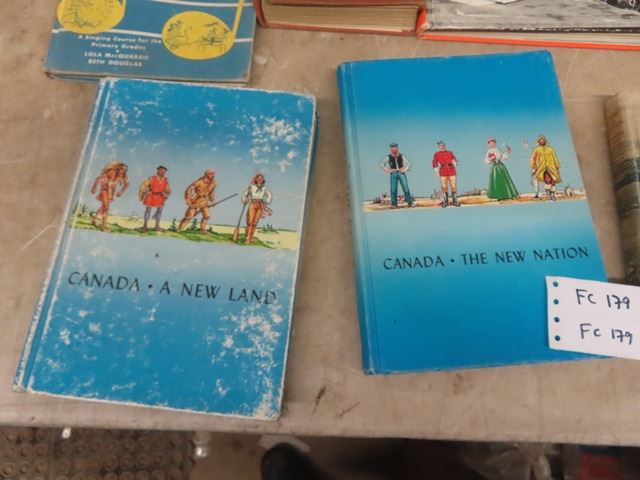 A Singing Course for the
Primary Grades
LOLA MacQUARRIE
BETH DOUGLAS
CANADA • A NEW LAND
CANADA • THE NEW NATION
FC 179
FC 179